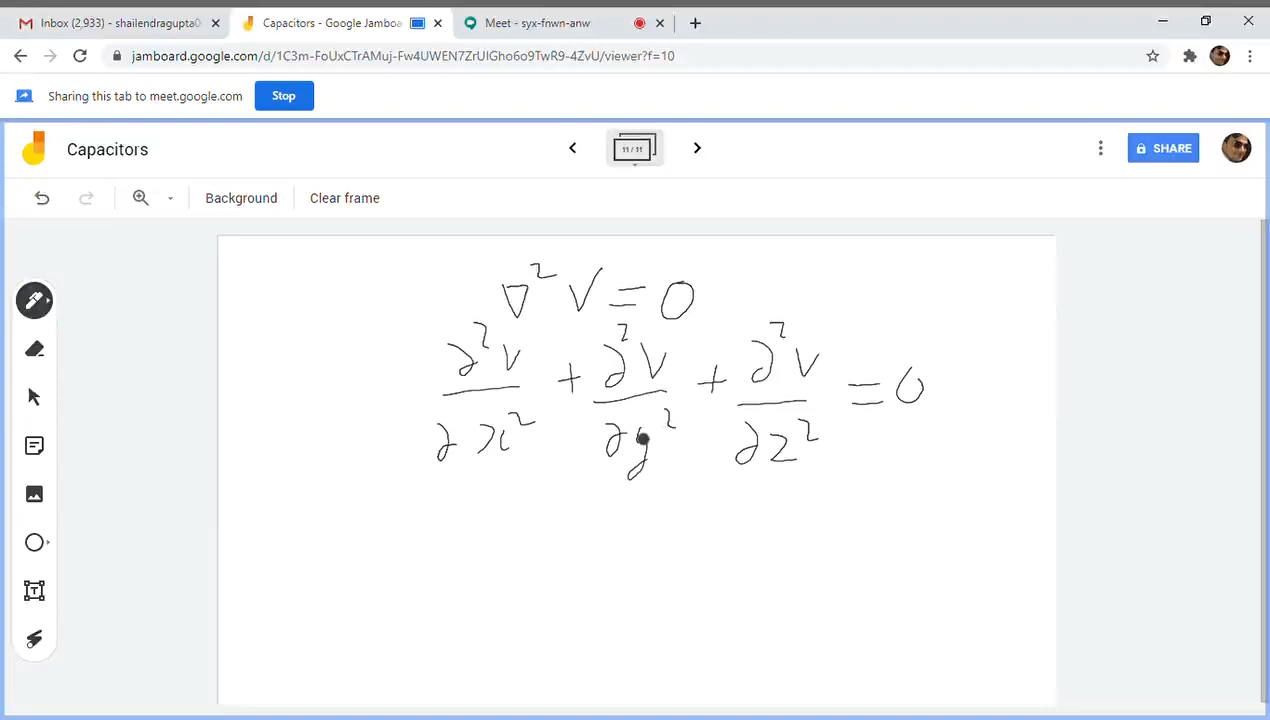 Inbox (2,933) - shailendragupta0
Capacitors - Google Jamboa
Meet - syx-fnwn-anw
jamboard.google.com/d/1C3m-FoUxCTrAMuj-Fw4UWEN7ZrUIGho6o9TwR9-4ZvU/viewer?f=10
Sharing this tab to meet.google.com
Stop
Capacitors
11 / 11
SHARE
Background
Clear frame
∇² V = 0
∂²V/∂x² + ∂²V/∂y² + ∂²V/∂z² = 0